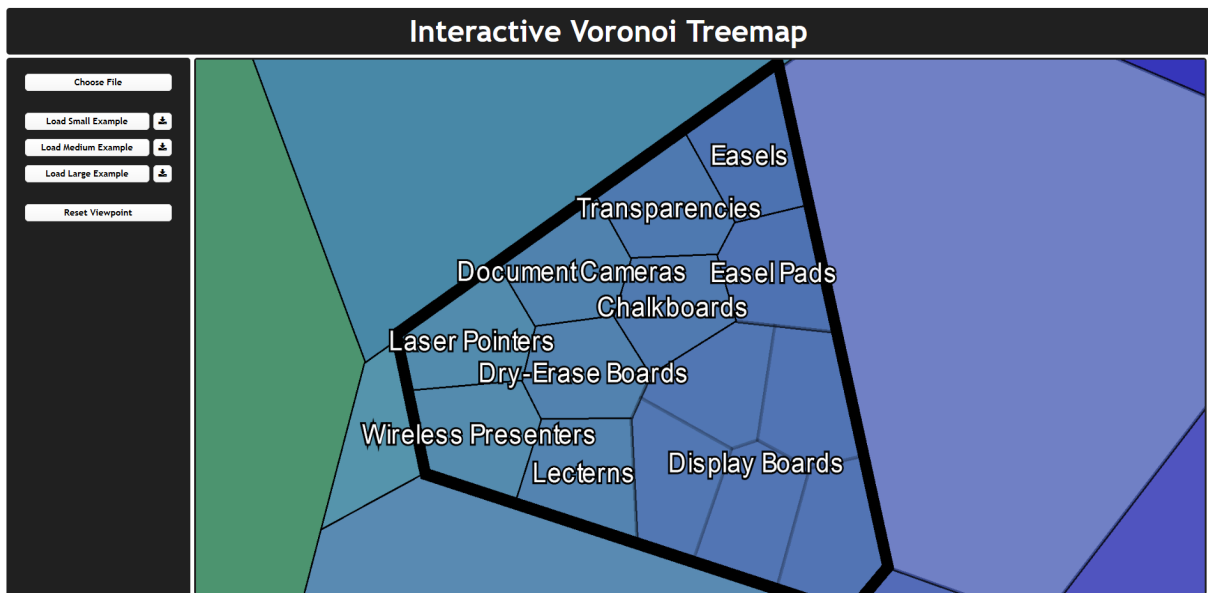 Interactive Voronoi Treemap
Choose File
Load Small Example
Load Medium Example
Load Large Example
Reset Viewpoint
Easels
Transparencies
Document Cameras
Easel Pads
Chalkboards
Laser Pointers
Dry-Erase Boards
Wireless Presenters
Lecterns
Display Boards